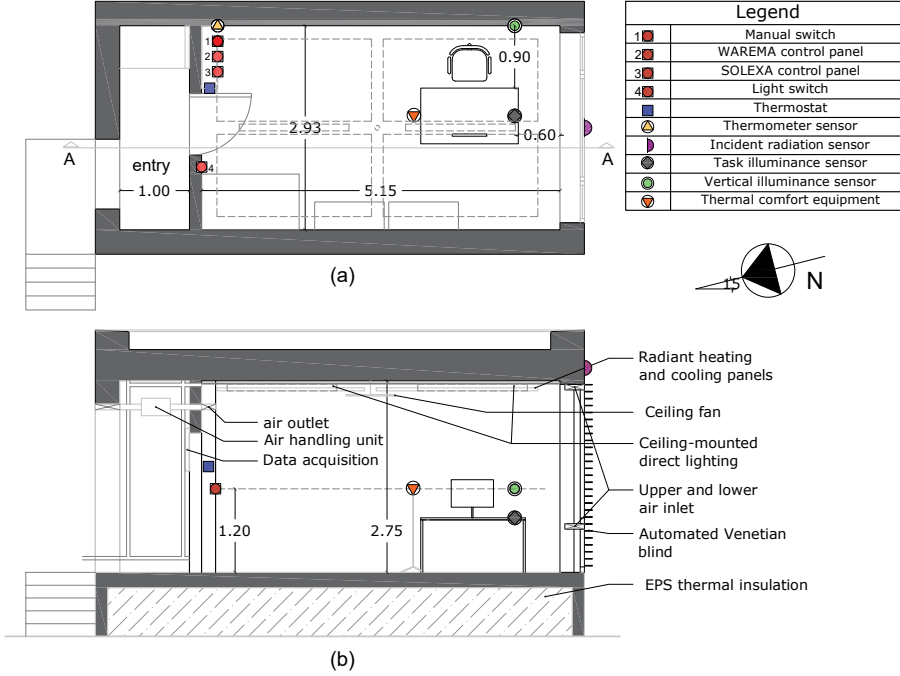 Legend
1 Manual switch
2 WAREMA control panel
3 SOLEXA control panel
4 Light switch
Thermostat
Thermometer sensor
Incident radiation sensor
Task illuminance sensor
Vertical illuminance sensor
Thermal comfort equipment
1
2
3
0.90
2.93
0.60
A
A
entry
4
1.00
5.15
(a)
15
N
Radiant heating
and cooling panels
Ceiling fan
air outlet
Air handling unit
Data acquisition
Ceiling-mounted
direct lighting
Upper and lower
air inlet
1.20
2.75
Automated Venetian
blind
EPS thermal insulation
(b)